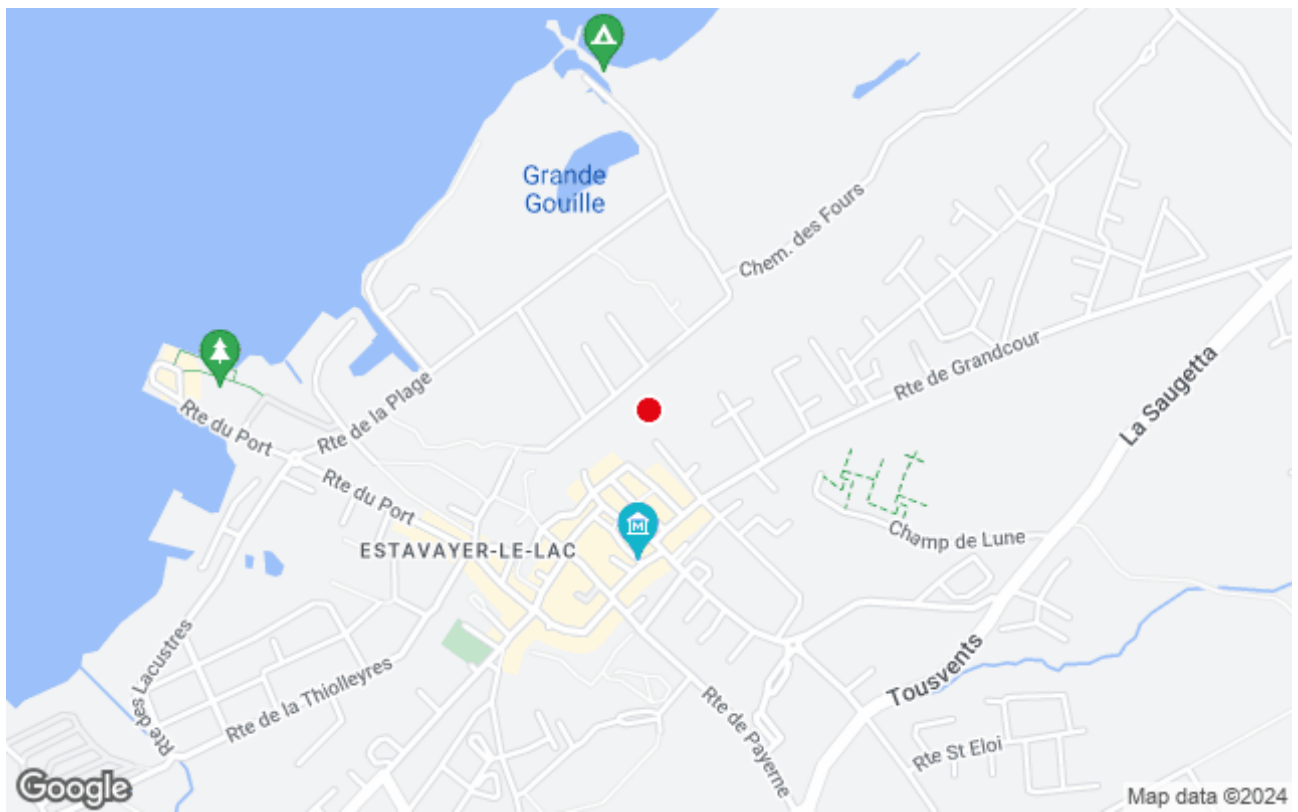 Grande
Gouille
Chem. des Fours
Rte de Grandcour
La Saugetta
Rte de la Plage
Rte du Port
Rte du Port
ESTAVAYER-LE-LAC
Champ de Lune
Rte des Lacustres
Rte de la Thiolleyres
Tousvents
Rte de Payerne
Rte St Eloi
M
Google
Map data ©2024